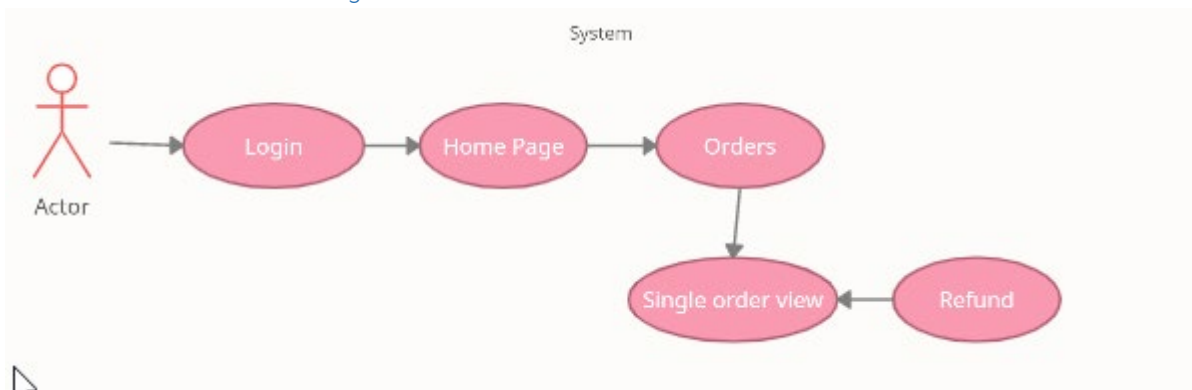 System
Login
Home Page
Orders
Actor
Single order view
Refund